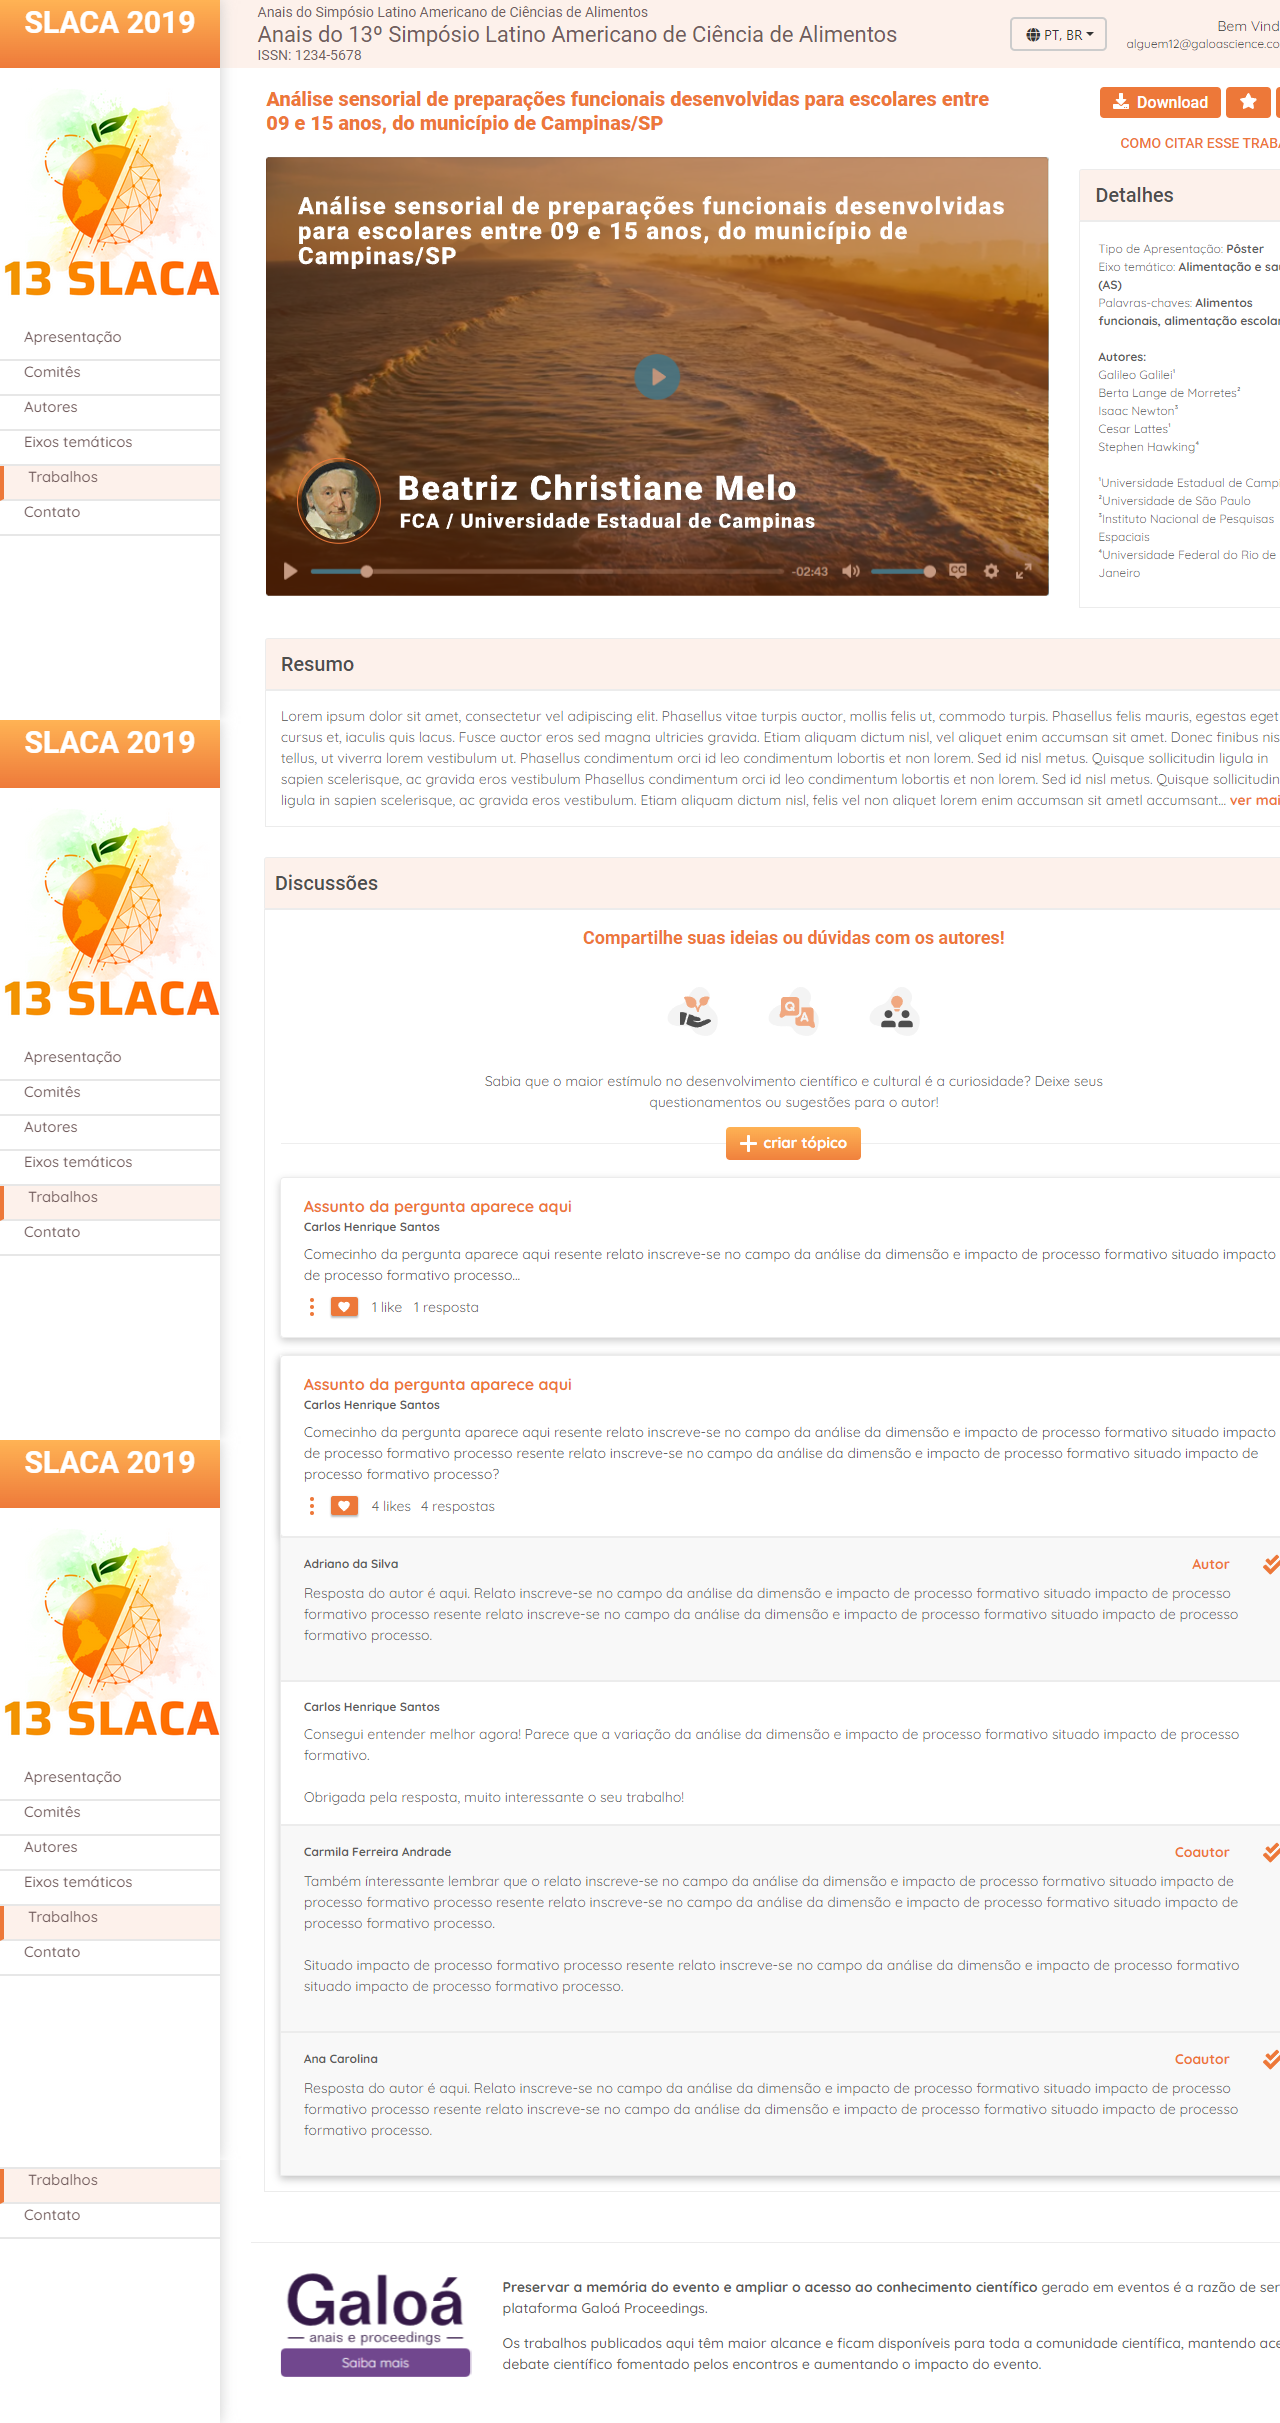 SLACA 2019
Anais do Simpósio Latino Americano de Ciências de Alimentos
Anais do 13º Simpósio Latino Americano de Ciência de Alimentos
ISSN: 1234-5678
PT, BR
Bem Vind
alguem12@galoascience.co
13 SLACA
Apresentação
Comitês
Autores
Eixos temáticos
Trabalhos
Contato
Análise sensorial de preparações funcionais desenvolvidas para escolares entre
09 e 15 anos, do município de Campinas/SP
Download
COMO CITAR ESSE TRABA
Análise sensorial de preparações funcionais desenvolvidas
para escolares entre 09 e 15 anos, do município de
Campinas/SP
Beatriz Christiane Melo
FCA / Universidade Estadual de Campinas
-02:43
CC
Detalhes
Tipo de Apresentação: Pôster
Eixo temático: Alimentação e sa
(AS)
Palavras-chaves: Alimentos
funcionais, alimentação escola
Autores:
Galileo Galilei¹
Berta Lange de Morretes²
Isaac Newton³
Cesar Lattes¹
Stephen Hawking⁴
¹Universidade Estadual de Camp
²Universidade de São Paulo
³Instituto Nacional de Pesquisas
Espaciais
⁴Universidade Federal do Rio de
Janeiro
Resumo
Lorem ipsum dolor sit amet, consectetur vel adipiscing elit. Phasellus vitae turpis auctor, mollis felis ut, commodo turpis. Phasellus felis mauris, egestas eget
cursus et, iaculis quis lacus. Fusce auctor eros sed magna ultricies gravida. Etiam aliquam dictum nisl, vel aliquet enim accumsan sit amet. Donec finibus nis
tellus, ut viverra lorem vestibulum ut. Phasellus condimentum orci id leo condimentum lobortis et non lorem. Sed id nisl metus. Quisque sollicitudin ligula in
sapien scelerisque, ac gravida eros vestibulum Phasellus condimentum orci id leo condimentum lobortis et non lorem. Sed id nisl metus. Quisque sollicitudin
ligula in sapien scelerisque, ac gravida eros vestibulum. Etiam aliquam dictum nisl, felis vel non aliquet lorem enim accumsan sit ametl accumsant... ver mai
SLACA 2019
13 SLACA
Apresentação
Comitês
Autores
Eixos temáticos
Trabalhos
Contato
Discussões
Compartilhe suas ideias ou dúvidas com os autores!
Q
A
Sabia que o maior estímulo no desenvolvimento científico e cultural é a curiosidade? Deixe seus
questionamentos ou sugestões para o autor!
criar tópico
Assunto da pergunta aparece aqui
Carlos Henrique Santos
Comecinho da pergunta aparece aqui resente relato inscreve-se no campo da análise da dimensão e impacto de processo formativo situado impacto
de processo formativo processo...
1 like 1 resposta
Assunto da pergunta aparece aqui
Carlos Henrique Santos
Comecinho da pergunta aparece aqui resente relato inscreve-se no campo da análise da dimensão e impacto de processo formativo situado impacto
de processo formativo processo resente relato inscreve-se no campo da análise da dimensão e impacto de processo formativo situado impacto de
processo formativo processo?
4 likes 4 respostas
SLACA 2019
13 SLACA
Apresentação
Comitês
Autores
Eixos temáticos
Trabalhos
Contato
Adriano da Silva
Autor
Resposta do autor é aqui. Relato inscreve-se no campo da análise da dimensão e impacto de processo formativo situado impacto de processo
formativo processo resente relato inscreve-se no campo da análise da dimensão e impacto de processo formativo situado impacto de processo
formativo processo.
Carlos Henrique Santos
Consegui entender melhor agora! Parece que a variação da análise da dimensão e impacto de processo formativo situado impacto de processo
formativo.
Obrigada pela resposta, muito interessante o seu trabalho!
Carmila Ferreira Andrade
Coautor
Também ínteressante lembrar que o relato inscreve-se no campo da análise da dimensão e impacto de processo formativo situado impacto de
processo formativo processo resente relato inscreve-se no campo da análise da dimensão e impacto de processo formativo situado impacto de
processo formativo processo.
Situado impacto de processo formativo processo resente relato inscreve-se no campo da análise da dimensão e impacto de processo formativo
situado impacto de processo formativo processo.
Ana Carolina
Coautor
Resposta do autor é aqui. Relato inscreve-se no campo da análise da dimensão e impacto de processo formativo situado impacto de processo
formativo processo resente relato inscreve-se no campo da análise da dimensão e impacto de processo formativo situado impacto de processo
formativo processo.
Trabalhos
Contato
Galoá
anais e proceedings
Saiba mais
Preservar a memória do evento e ampliar o acesso ao conhecimento científico gerado em eventos é a razão de ser
plataforma Galoá Proceedings.
Os trabalhos publicados aqui têm maior alcance e ficam disponíveis para toda a comunidade científica, mantendo ace
debate científico fomentado pelos encontros e aumentando o impacto do evento.